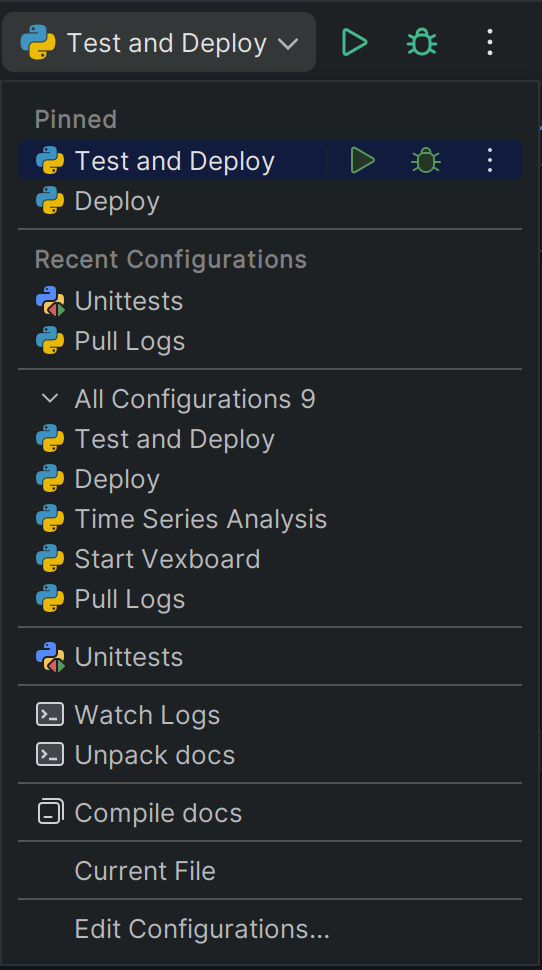 Test and Deploy
Pinned
Test and Deploy
Deploy
Recent Configurations
Unittests
Pull Logs
All Configurations 9
Test and Deploy
Deploy
Time Series Analysis
Start Vexboard
Pull Logs
Unittests
Watch Logs
Unpack docs
Compile docs
Current File
Edit Configurations...